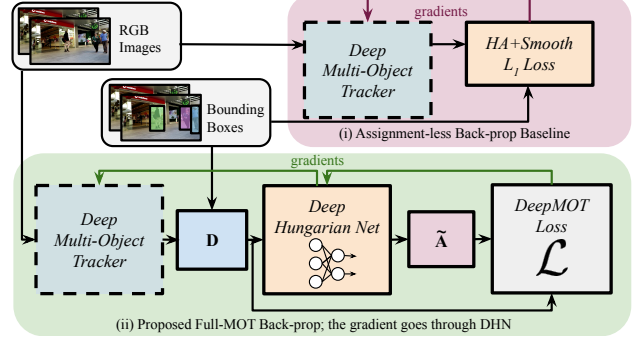 RGB
Images
gradients
Deep
Multi-Object
Tracker
HA+Smooth
L1 Loss
Bounding
Boxes
(i) Assignment-less Back-prop Baseline
gradients
Deep
Multi-Object
Tracker
D
Deep
Hungarian Net
Ã
DeepMOT
Loss
ℒ
(ii) Proposed Full-MOT Back-prop; the gradient goes through DHN